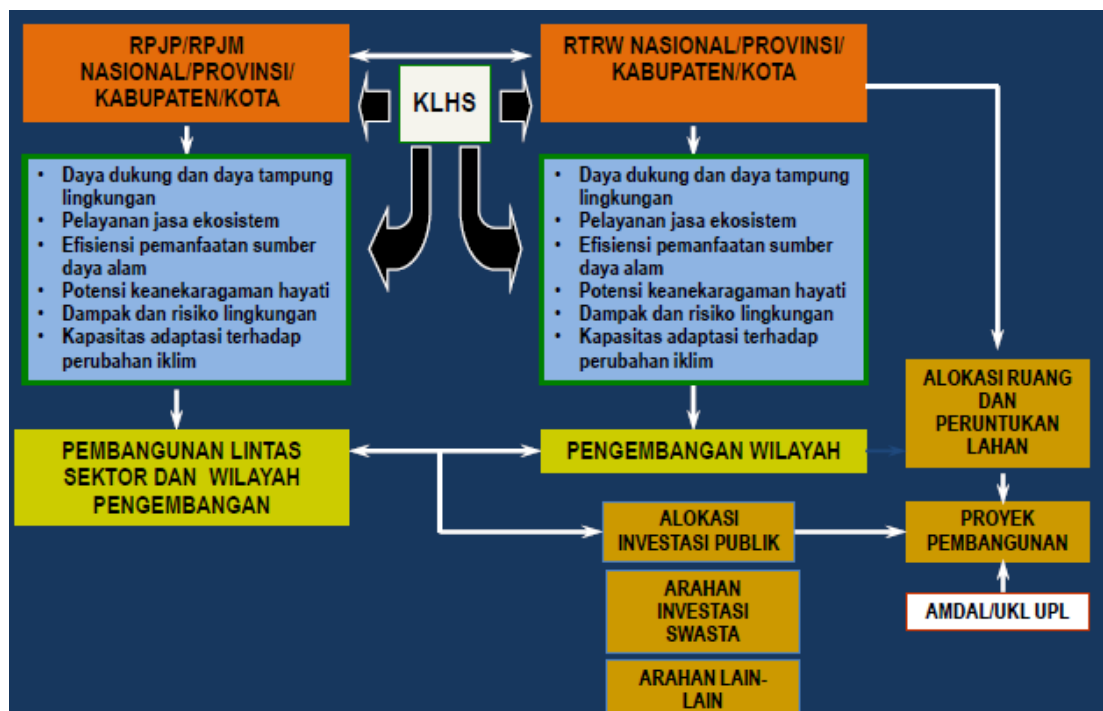 RPJP/RPJM
NASIONAL/PROVINSI/
KABUPATEN/KOTA
KLHS
RTRW NASIONAL/PROVINSI/
KABUPATEN/KOTA
• Daya dukung dan daya tampung
lingkungan
• Pelayanan jasa ekosistem
• Efisiensi pemanfaatan sumber
daya alam
• Potensi keanekaragaman hayati
• Dampak dan risiko lingkungan
• Kapasitas adaptasi terhadap
perubahan iklim
• Daya dukung dan daya tampung
lingkungan
• Pelayanan jasa ekosistem
• Efisiensi pemanfaatan sumber
daya alam
• Potensi keanekaragaman hayati
• Dampak dan risiko lingkungan
• Kapasitas adaptasi terhadap
perubahan iklim
PEMBANGUNAN LINTAS
SEKTOR DAN WILAYAH
PENGEMBANGAN
PENGEMBANGAN WILAYAH
ALOKASI RUANG
DAN
PERUNTUKAN
LAHAN
ALOKASI
INVESTASI PUBLIK
PROYEK
PEMBANGUNAN
ARAHAN
INVESTASI
SWASTA
AMDAL/UKL UPL
ARAHAN LAIN-
LAIN